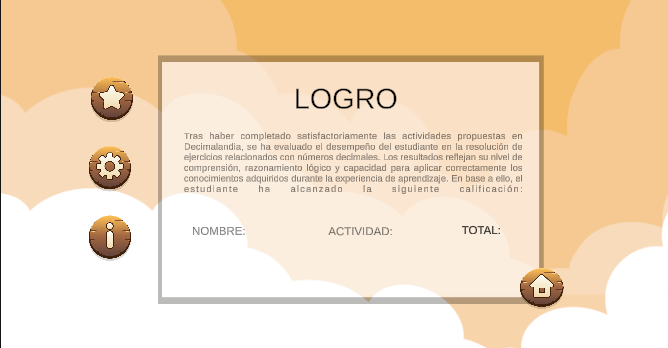 LOGRO
Tras haber completado satisfactoriamente las actividades propuestas en
Decimalandia, se ha evaluado el desempeño del estudiante en la resolución de
ejercicios relacionados con números decimales. Los resultados reflejan su nivel de
comprensión, razonamiento lógico y capacidad para aplicar correctamente los
conocimientos adquiridos durante la experiencia de aprendizaje. En base a ello, el
estudiante ha alcanzado la siguiente calificación:
NOMBRE: ACTIVIDAD: TOTAL: